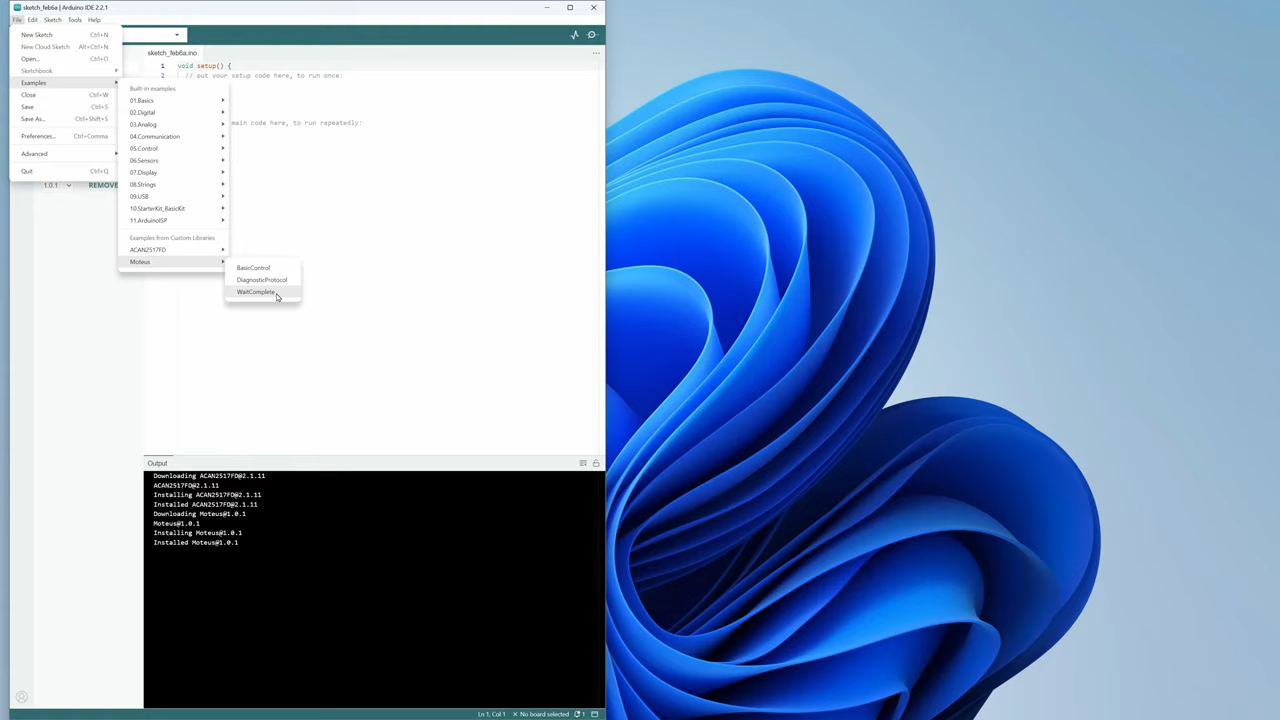 sketch_feb6a | Arduino IDE 2.2.1
File Edit Sketch Tools Help
New Sketch Ctrl+N
New Cloud Sketch Alt+Ctrl+N
Open... Ctrl+O
Sketchbook
Examples
Close Ctrl+W
Save Ctrl+S
Save As... Ctrl+Shift+S
Preferences... Ctrl+Comma
Advanced
Quit Ctrl+Q
1.0.1 REMOVE
Built-in examples
01.Basics
02.Digital
03.Analog
04.Communication
05.Control
06.Sensors
07.Display
08.Strings
09.USB
10.StarterKit_BasicKit
11.ArduinoISP
Examples from Custom Libraries
ACAN2517FD
Moteus
BasicControl
DiagnosticProtocol
WaitComplete
sketch_feb6a.ino
1 void setup() {
2 // put your setup code here, to run once:
main code here, to run repeatedly:
Output
Downloading ACAN2517FD@2.1.11
ACAN2517FD@2.1.11
Installing ACAN2517FD@2.1.11
Installed ACAN2517FD@2.1.11
Downloading Moteus@1.0.1
Moteus@1.0.1
Installing Moteus@1.0.1
Installed Moteus@1.0.1
Ln 1, Col 1 No board selected 1